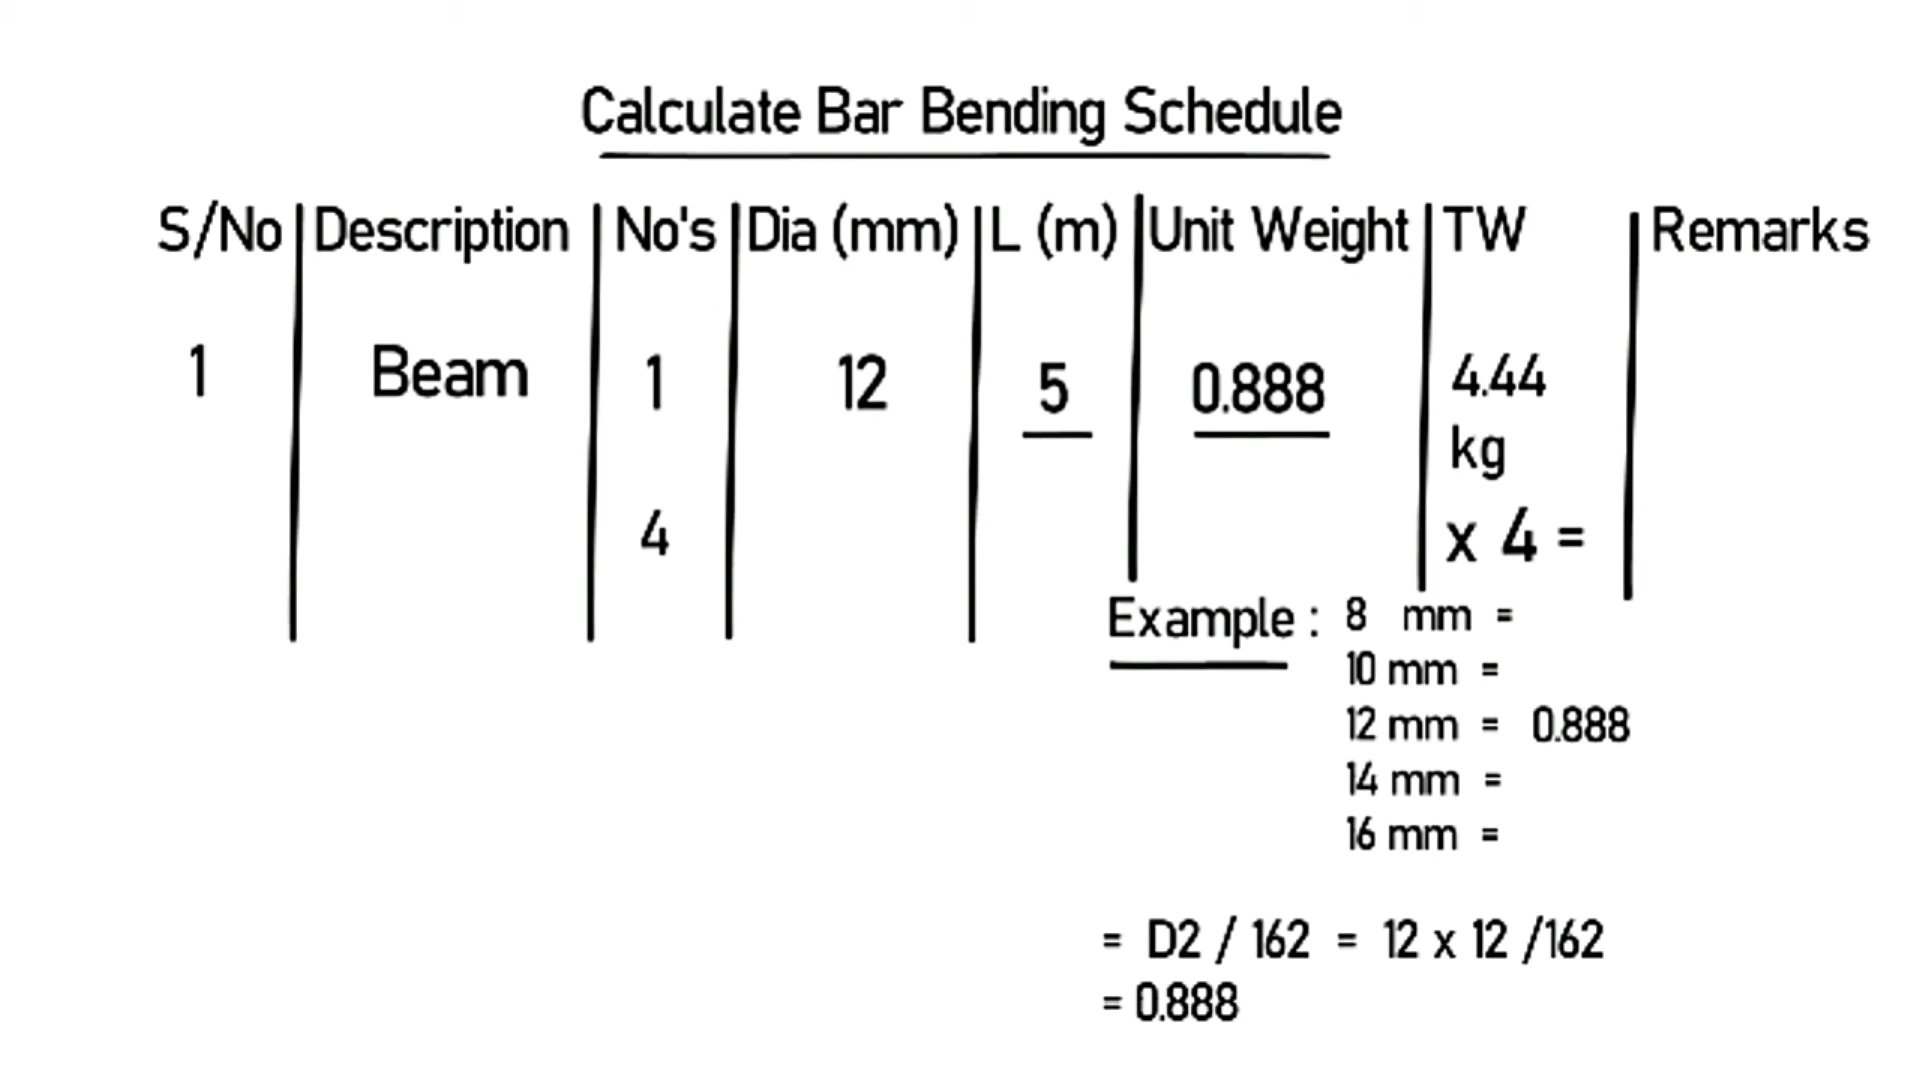 Calculate Bar Bending Schedule
S/No Description No's Dia (mm) L (m) Unit Weight TW Remarks
1 Beam 1 12 5 0.888 4.44
kg
4 x 4 =
Example : 8 mm =
10 mm =
12 mm = 0.888
14 mm =
16 mm =
= D2 / 162 = 12 x 12 /162
= 0.888